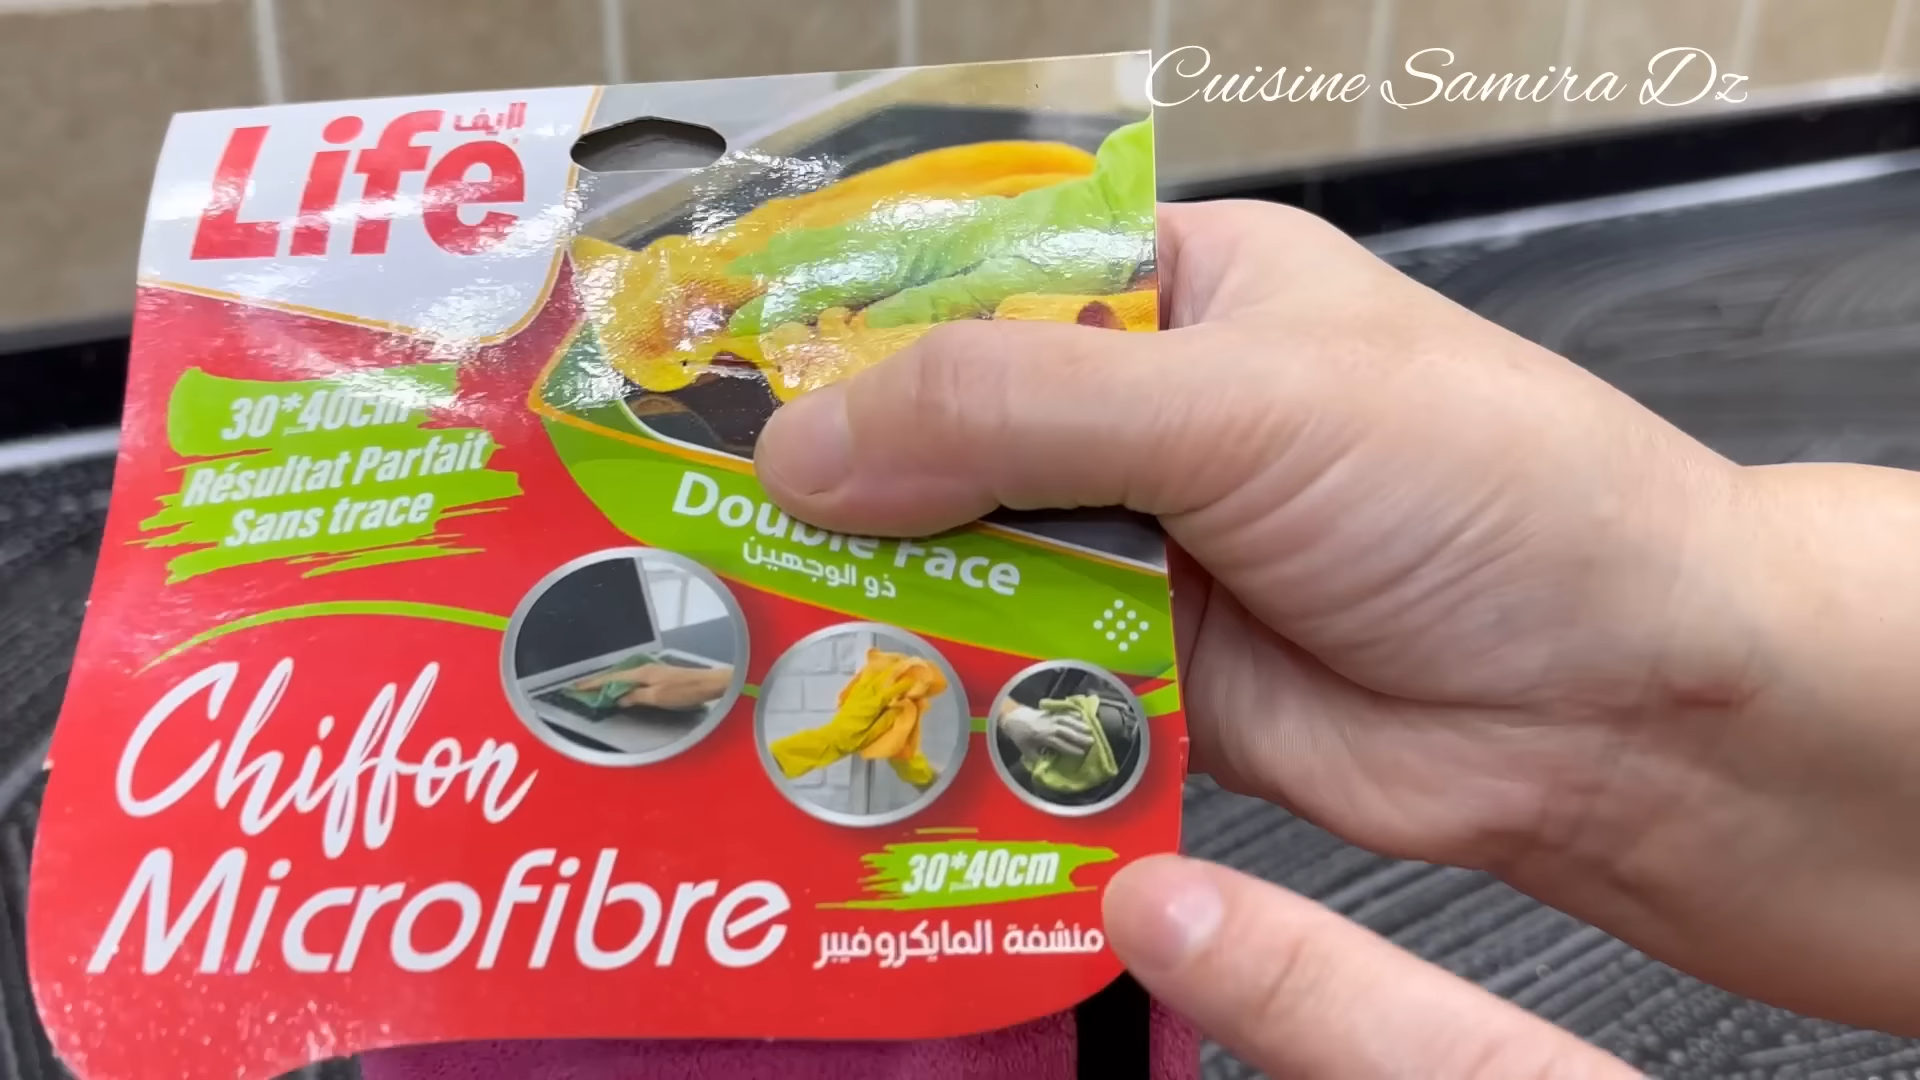 Cuisine Samira Dz
Life
لايف
30*40cm
Résultat Parfait
Sans trace
Double Face
ذو الوجهين
Chiffon
Microfibre
30*40cm
منشفة المايكروفيبر